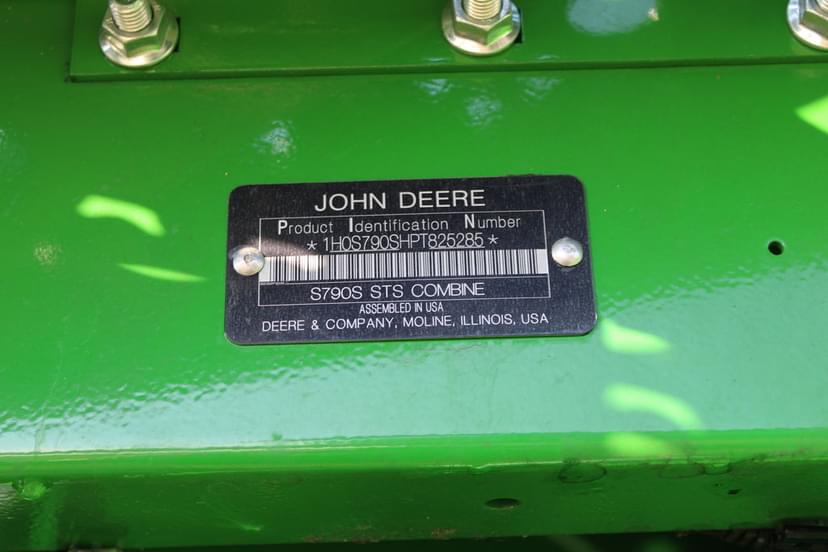 JOHN DEERE
Product Identification Number
*1H0S790SHPT825285*
S790S STS COMBINE
ASSEMBLED IN USA
DEERE & COMPANY, MOLINE, ILLINOIS, USA